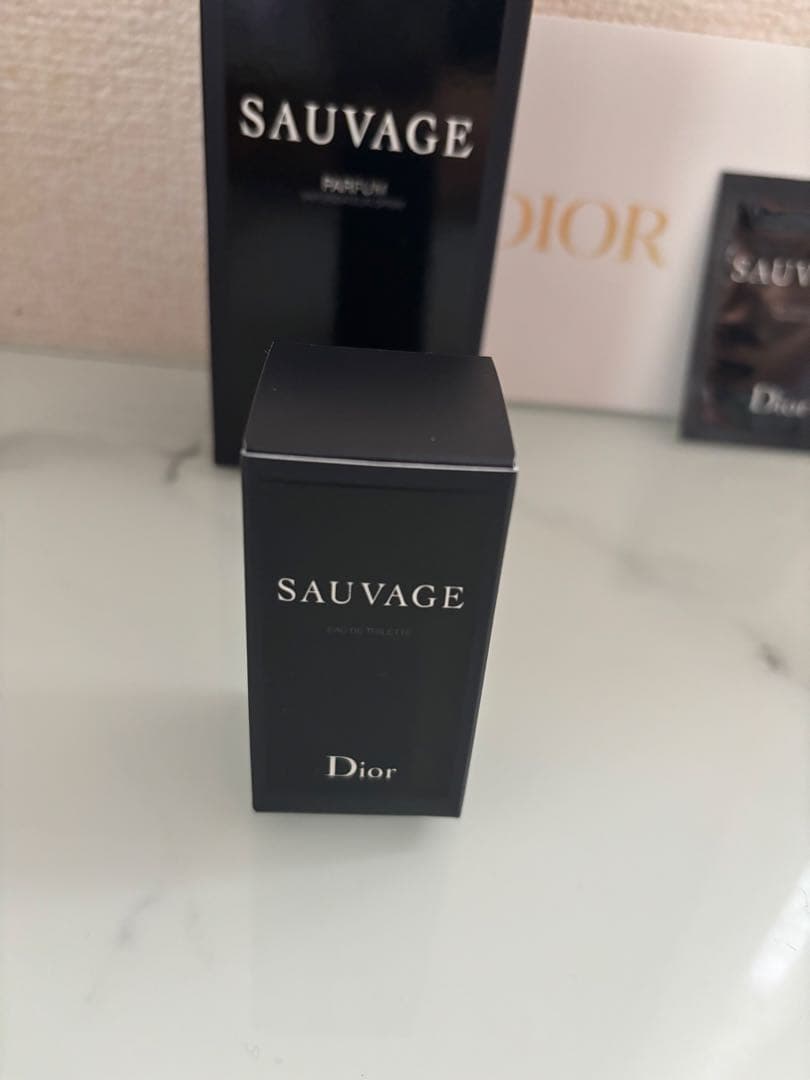 SAUVAGE
PARFUM
DIOR
SAUV
Dior
SAUVAGE
EAU DE TOILETTE
Dior